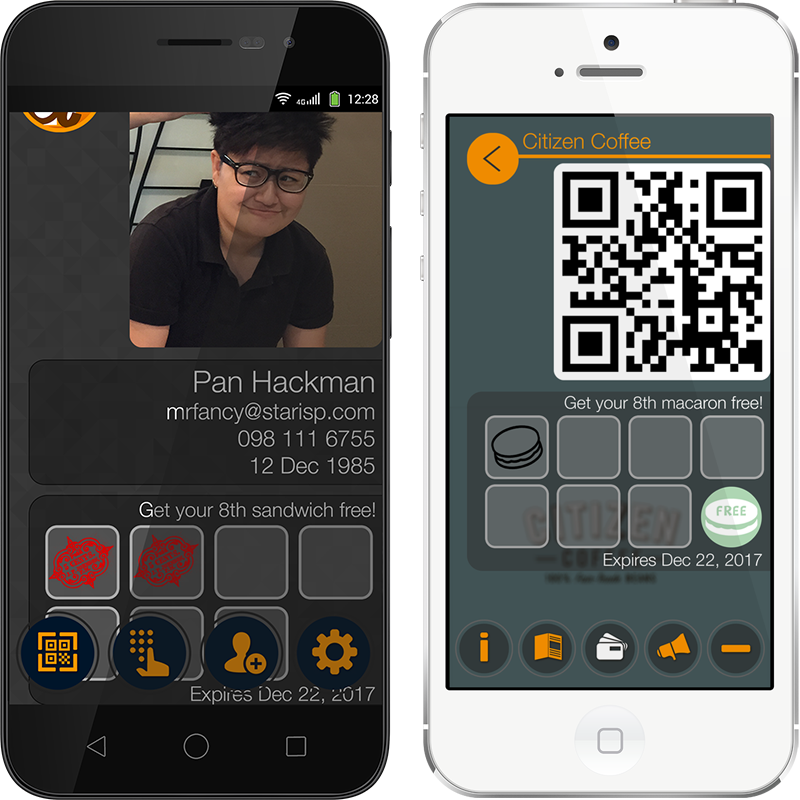 4G
12:28
Pan Hackman
mrfancy@starisp.com
098 111 6755
12 Dec 1985
Get your 8th sandwich free!
Expires Dec 22, 2017
Citizen Coffee
Get your 8th macaron free!
FREE
CITIZEN
Expires Dec 22, 2017